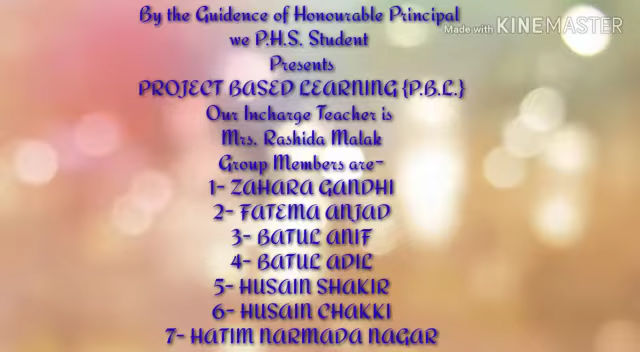 By the Guidence of Honourable Principal
Made with KINEMASTER
we P.H.S. Student
Presents
PROJECT BASED LEARNING {P.B.L.}
Our Incharge Teacher is
Mrs. Rashida Malak
Group Members are-
1- ZAHARA GANDHI
2- FATEMA ANJAD
3- BATUL ANIF
4- BATUL ADIL
5- HUSAIN SHAKIR
6- HUSAIN CHAKKI
7- HATIM NARMADA NAGAR